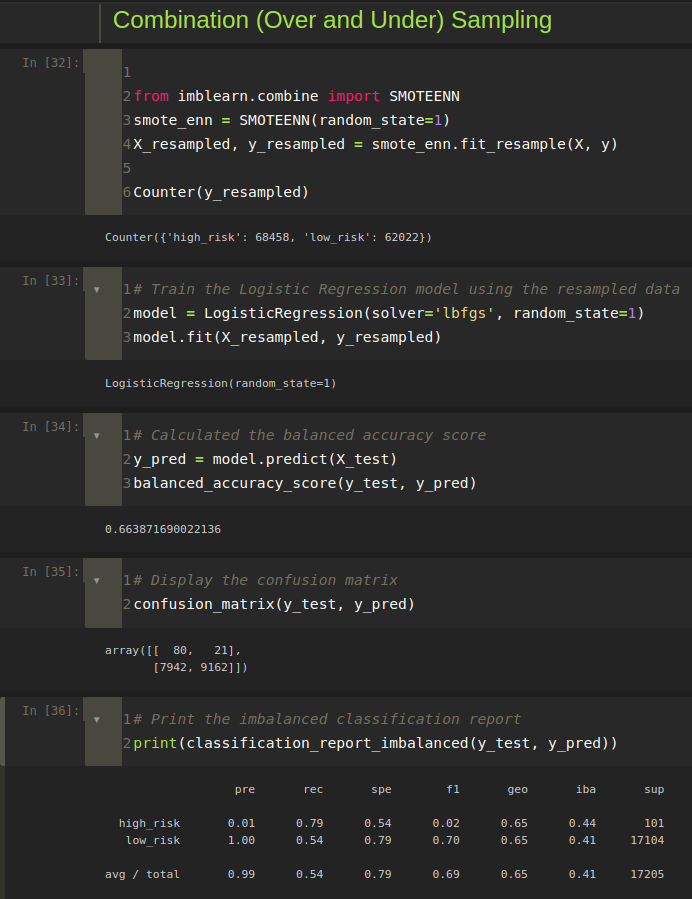 Combination (Over and Under) Sampling
In [32]:
1
2 from imblearn.combine import SMOTEENN
3 smote_enn = SMOTEENN(random_state=1)
4 X_resampled, y_resampled = smote_enn.fit_resample(X, y)
5
6 Counter(y_resampled)
Counter({'high_risk': 68458, 'low_risk': 62022})
In [33]:
1 # Train the Logistic Regression model using the resampled data
2 model = LogisticRegression(solver='lbfgs', random_state=1)
3 model.fit(X_resampled, y_resampled)
LogisticRegression(random_state=1)
In [34]:
1 # Calculated the balanced accuracy score
2 y_pred = model.predict(X_test)
3 balanced_accuracy_score(y_test, y_pred)
0.663871690022136
In [35]:
1 # Display the confusion matrix
2 confusion_matrix(y_test, y_pred)
array([[  80,   21],
       [7942, 9162]])
In [36]:
1 # Print the imbalanced classification report
2 print(classification_report_imbalanced(y_test, y_pred))
pre rec spe f1 geo iba sup
high_risk 0.01 0.79 0.54 0.02 0.65 0.44 101
low_risk 1.00 0.54 0.79 0.70 0.65 0.41 17104
avg / total 0.99 0.54 0.79 0.69 0.65 0.41 17205